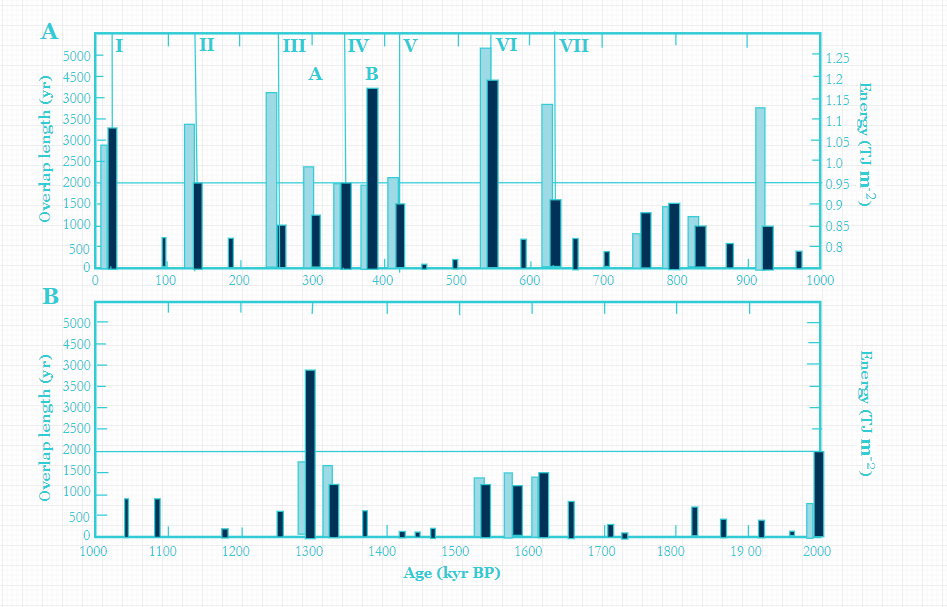 A
I II III IV V VI VII
A B
Overlap length (yr)
5000
4500
3000
3500
3000
2500
2000
1500
1000
500
0
1.25
1.2
1.15
1.1
1.05
1.0
0.95
0.9
0.85
0.8
Energy (TJ m⁻²)
0 100 200 300 400 500 600 700 800 900 1000
B
Overlap length (yr)
5000
4500
3000
3500
3000
2500
2000
1500
1000
500
0
Energy (TJ m⁻²)
1000 1100 1200 1300 1400 1500 1600 1700 1800 19 00 2000
Age (kyr BP)